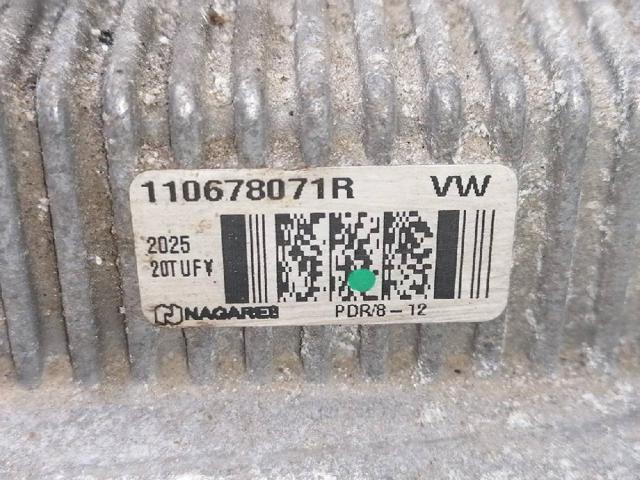 110678071R VW
2025
20TUFY
NAGARES PDR/8-12